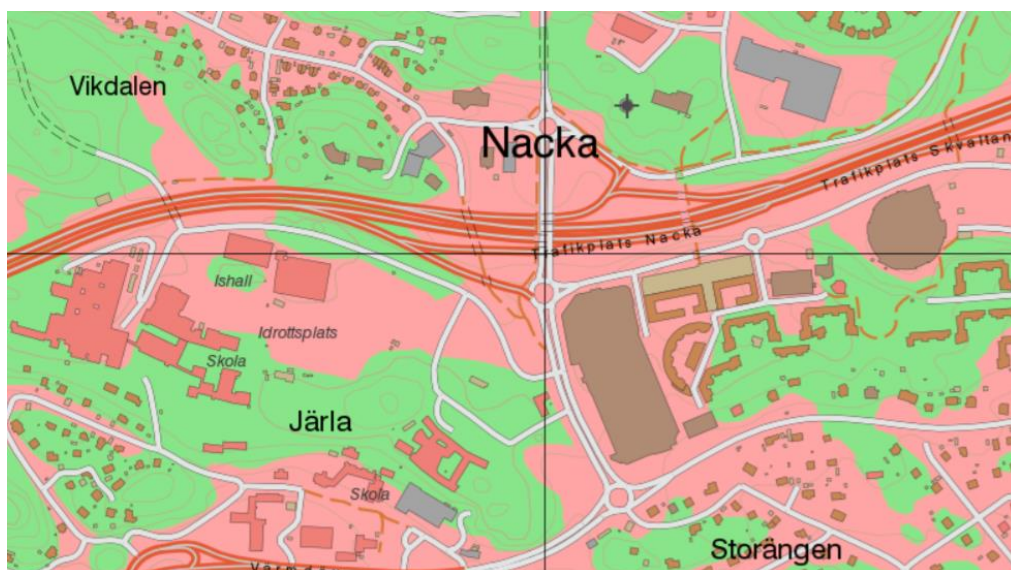 Vikdalen
Nacka
Trafikplats Skvaltan
Trafikplats Nacka
Ishall
Idrottsplats
Skola
Järla
Skola
Storängen